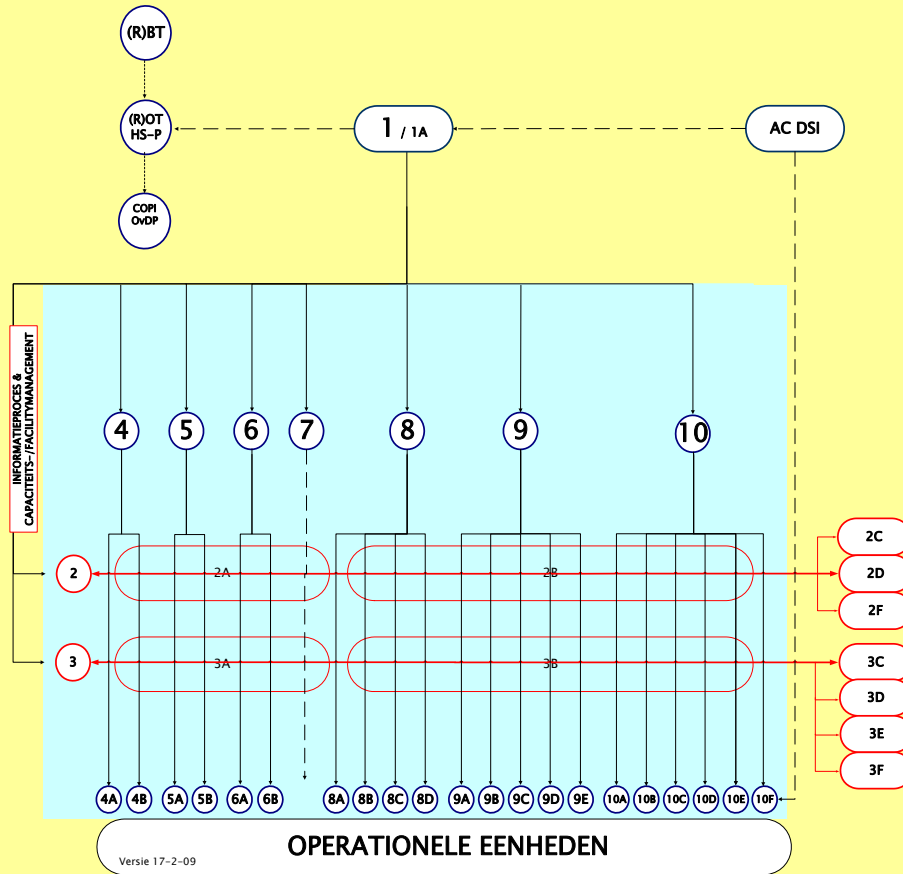 (R)BT
(R)OT
HS-P
1 / 1A
AC DSI
COPI
OvDP
INFORMATIEPROCES &
CAPACITEITS-/FACILITYMANAGEMENT
4
5
6
7
8
9
10
2C
2
2A
2B
2D
2F
3
3A
3B
3C
3D
3E
3F
4A
4B
5A
5B
6A
6B
8A
8B
8C
8D
9A
9B
9C
9D
9E
10A
10B
10C
10D
10E
10F
OPERATIONELE EENHEDEN
Versie 17-2-09